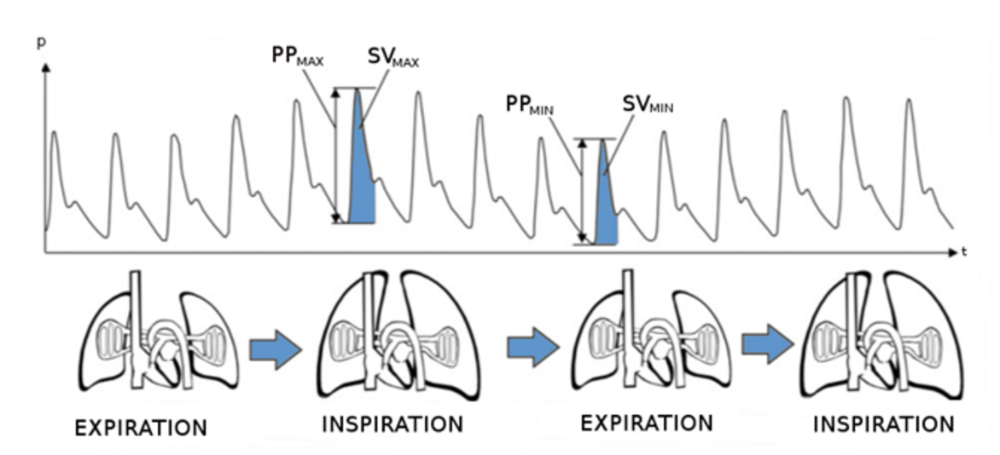 p
PPMAX SVMAX
PPMIN SVMIN
t
EXPIRATION INSPIRATION EXPIRATION INSPIRATION